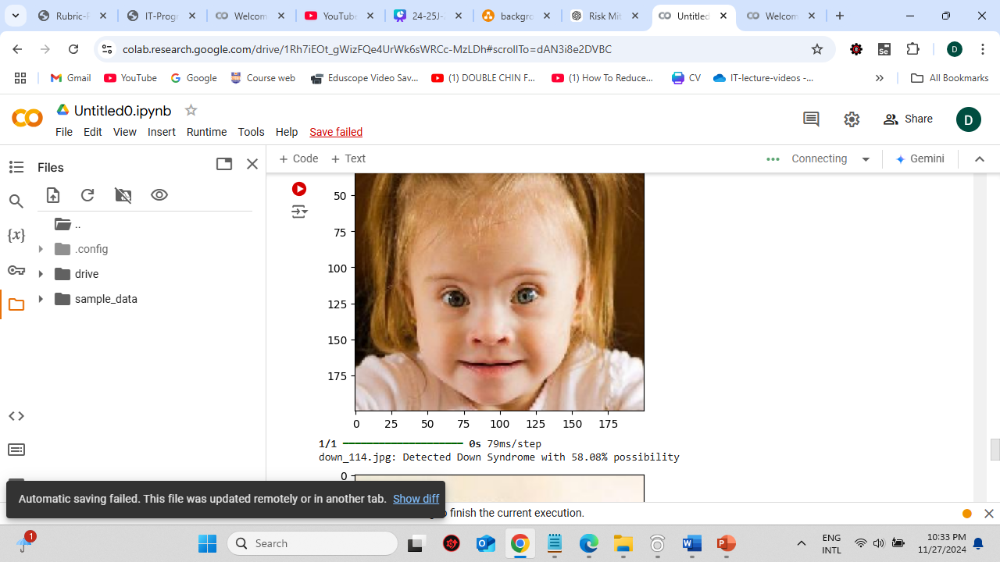 Rubric-F
IT-Progr
Welcom
YouTube
24-25J-
backgro
Risk Mit
Untitled
Welcom
colab.research.google.com/drive/1Rh7iEOt_gWizFQe4UrWk6sWRCc-MzLDh#scrollTo=dAN3i8e2DVBC
Se
D
Gmail
YouTube
Google
Course web
Eduscope Video Sav...
(1) DOUBLE CHIN F...
(1) How To Reduce...
CV
IT-lecture-videos -...
All Bookmarks
Untitled0.ipynb
File Edit View Insert Runtime Tools Help Save failed
Share
D
Files
+ Code + Text
Connecting
Gemini
..
.config
drive
sample_data
{x}
50
75
100
125
150
175
0 25 50 75 100 125 150 175
1/1 0s 79ms/step
down_114.jpg: Detected Down Syndrome with 58.08% possibility
0
Automatic saving failed. This file was updated remotely or in another tab. Show diff
finish the current execution.
1
Search
ENG
INTL
10:33 PM
11/27/2024